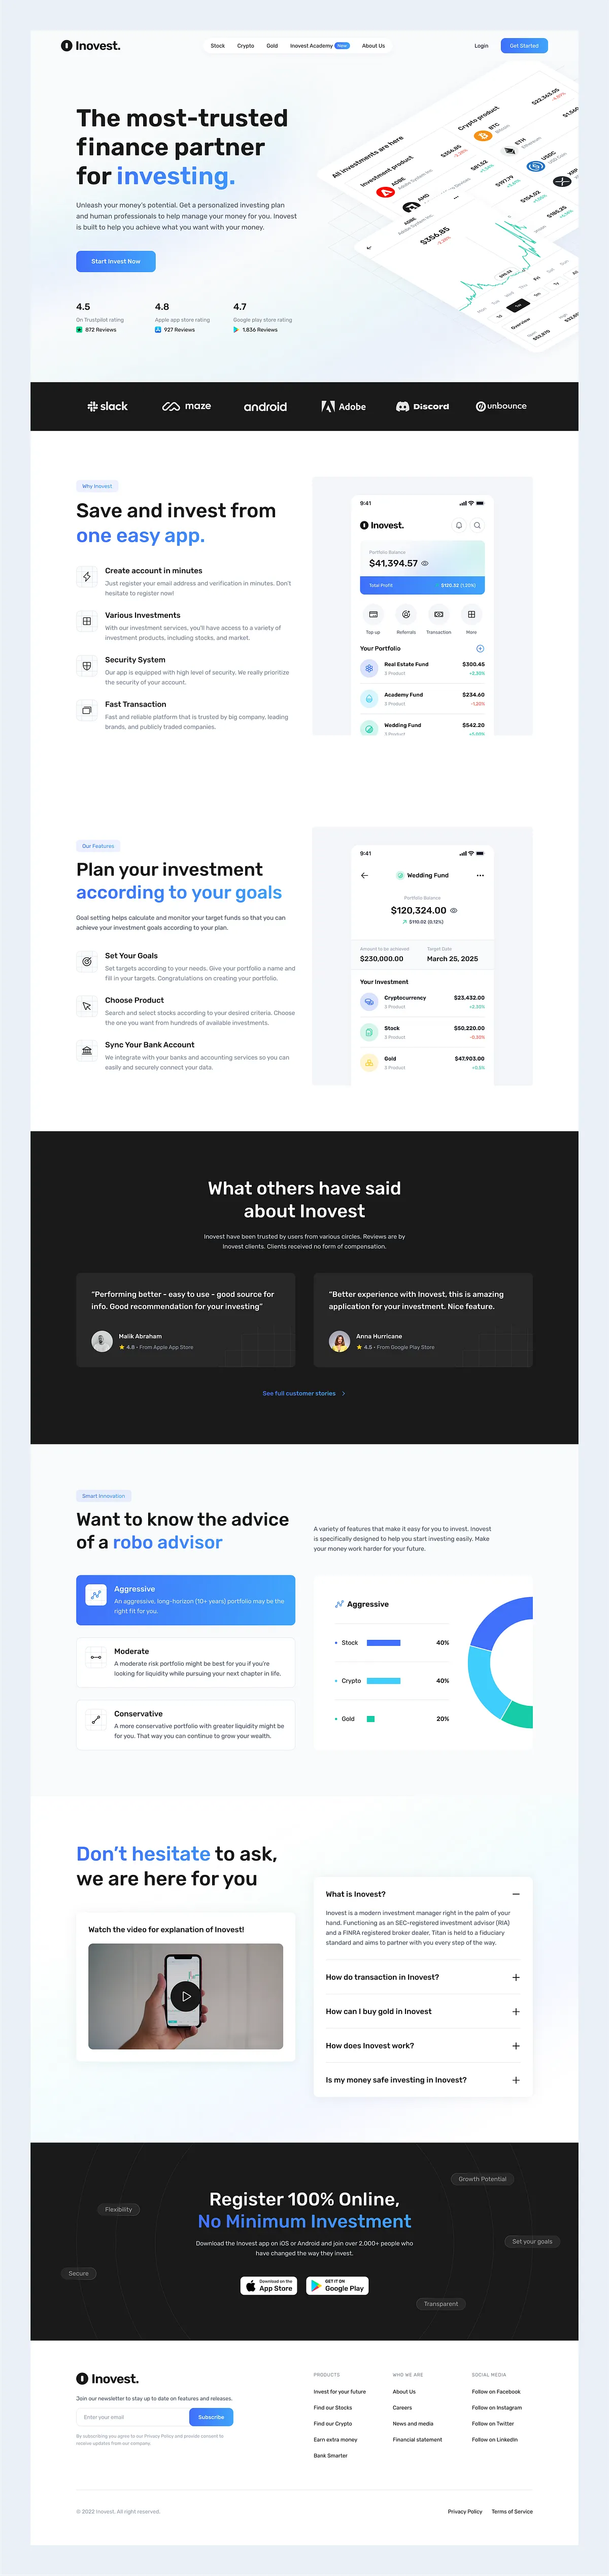 Inovest.
Stock Crypto Gold Inovest Academy New About Us
Login Get Started
The most-trusted
finance partner
for investing.
Unleash your money's potential. Get a personalized investing plan
and human professionals to help manage your money for you. Inovest
is built to help you achieve what you want with your money.
Start Invest Now
4.5 4.8 4.7
On Trustpilot rating Apple app store rating Google play store rating
872 Reviews 927 Reviews 1,836 Reviews
All investments are here
Investment product
Crypto product
ADBE
$356.85
BTC
Bitcoin
$22,363.05
AMD
$81.52
ETH
Ethereum
USDC
$197.79
XRP
$154.02
$186.25
$356.85
Overview
slack maze android Adobe Discord unbounce
Why Inovest
Save and invest from
one easy app.
Create account in minutes
Just register your email address and verification in minutes. Don't
hesitate to register now!
Various Investments
With our investment services, you'll have access to a variety of
investment products, including stocks, and market.
Security System
Our app is equipped with high level of security. We really prioritize
the security of your account.
Fast Transaction
Fast and reliable platform that is trusted by big company, leading
brands, and publicly traded companies.
9:41
Inovest.
Portfolio Balance
$41,394.57
Total Profit $120.02 (1,20%)
Top up Referrals Transaction More
Your Portfolio
Real Estate Fund $300.45
3 Product +2,30%
Academy Fund $234.60
3 Product -1,20%
Wedding Fund $542.20
3 Product
Our Features
Plan your investment
according to your goals
Goal setting helps calculate and monitor your target funds so that you can
achieve your investment goals according to your plan.
Set Your Goals
Set targets according to your needs. Give your portfolio a name and
fill in your targets. Congratulations on creating your portfolio.
Choose Product
Search and select stocks according to your desired criteria. Choose
the one you want from hundreds of available investments.
Sync Your Bank Account
We integrate with your banks and accounting services so you can
easily and securely connect your data.
9:41
Wedding Fund
Portfolio Balance
$120,324.00
$110.02 (0,12%)
Amount to be achieved Target Date
$230,000.00 March 25, 2025
Your Investment
Cryptocurrency $23,432.00
3 Product +2,30%
Stock $50,220.00
3 Product -0,30%
Gold $47,903.00
3 Product +0,5%
What others have said
about Inovest
Inovest have been trusted by users from various circles. Reviews are by
Inovest clients. Clients received no form of compensation.
"Performing better - easy to use - good source for
info. Good recommendation for your investing"
Malik Abraham
4.8 • From Apple App Store
"Better experience with Inovest, this is amazing
application for your investment. Nice feature.
Anna Hurricane
4.5 • From Google Play Store
See full customer stories
Smart Innovation
Want to know the advice
of a robo advisor
A variety of features that make it easy for you to invest. Inovest
is specifically designed to help you start investing easily. Make
your money work harder for your future.
Aggressive
An aggressive, long-horizon (10+ years) portfolio may be the
right fit for you.
Moderate
A moderate risk portfolio might be best for you if you're
looking for liquidity while pursuing your next chapter in life.
Conservative
A more conservative portfolio with greater liquidity might be
for you. That way you can continue to grow your wealth.
Aggressive
Stock 40%
Crypto 40%
Gold 20%
Don't hesitate to ask,
we are here for you
Watch the video for explanation of Inovest!
What is Inovest?
Inovest is a modern investment manager right in the palm of your
hand. Functioning as an SEC-registered investment advisor (RIA)
and a FINRA registered broker dealer, Titan is held to a fiduciary
standard and aims to partner with you every step of the way.
How do transaction in Inovest?
How can I buy gold in Inovest
How does Inovest work?
Is my money safe investing in Inovest?
Growth Potential
Flexibility
Set your goals
Secure
Transparent
Register 100% Online,
No Minimum Investment
Download the Inovest app on iOS or Android and join over 2,000+ people who
have changed the way they invest.
Download on the
App Store
GET IT ON
Google Play
Inovest.
Join our newsletter to stay up to date on features and releases.
Enter your email Subscribe
By subscribing you agree to our Privacy Policy and provide consent to
receive updates from our company.
PRODUCTS
Invest for your future
Find our Stocks
Find our Crypto
Earn extra money
Bank Smarter
WHO WE ARE
About Us
Careers
News and media
Financial statement
SOCIAL MEDIA
Follow on Facebook
Follow on Instagram
Follow on Twitter
Follow on LinkedIn
© 2022 Inovest. All right reserved.
Privacy Policy Terms of Service